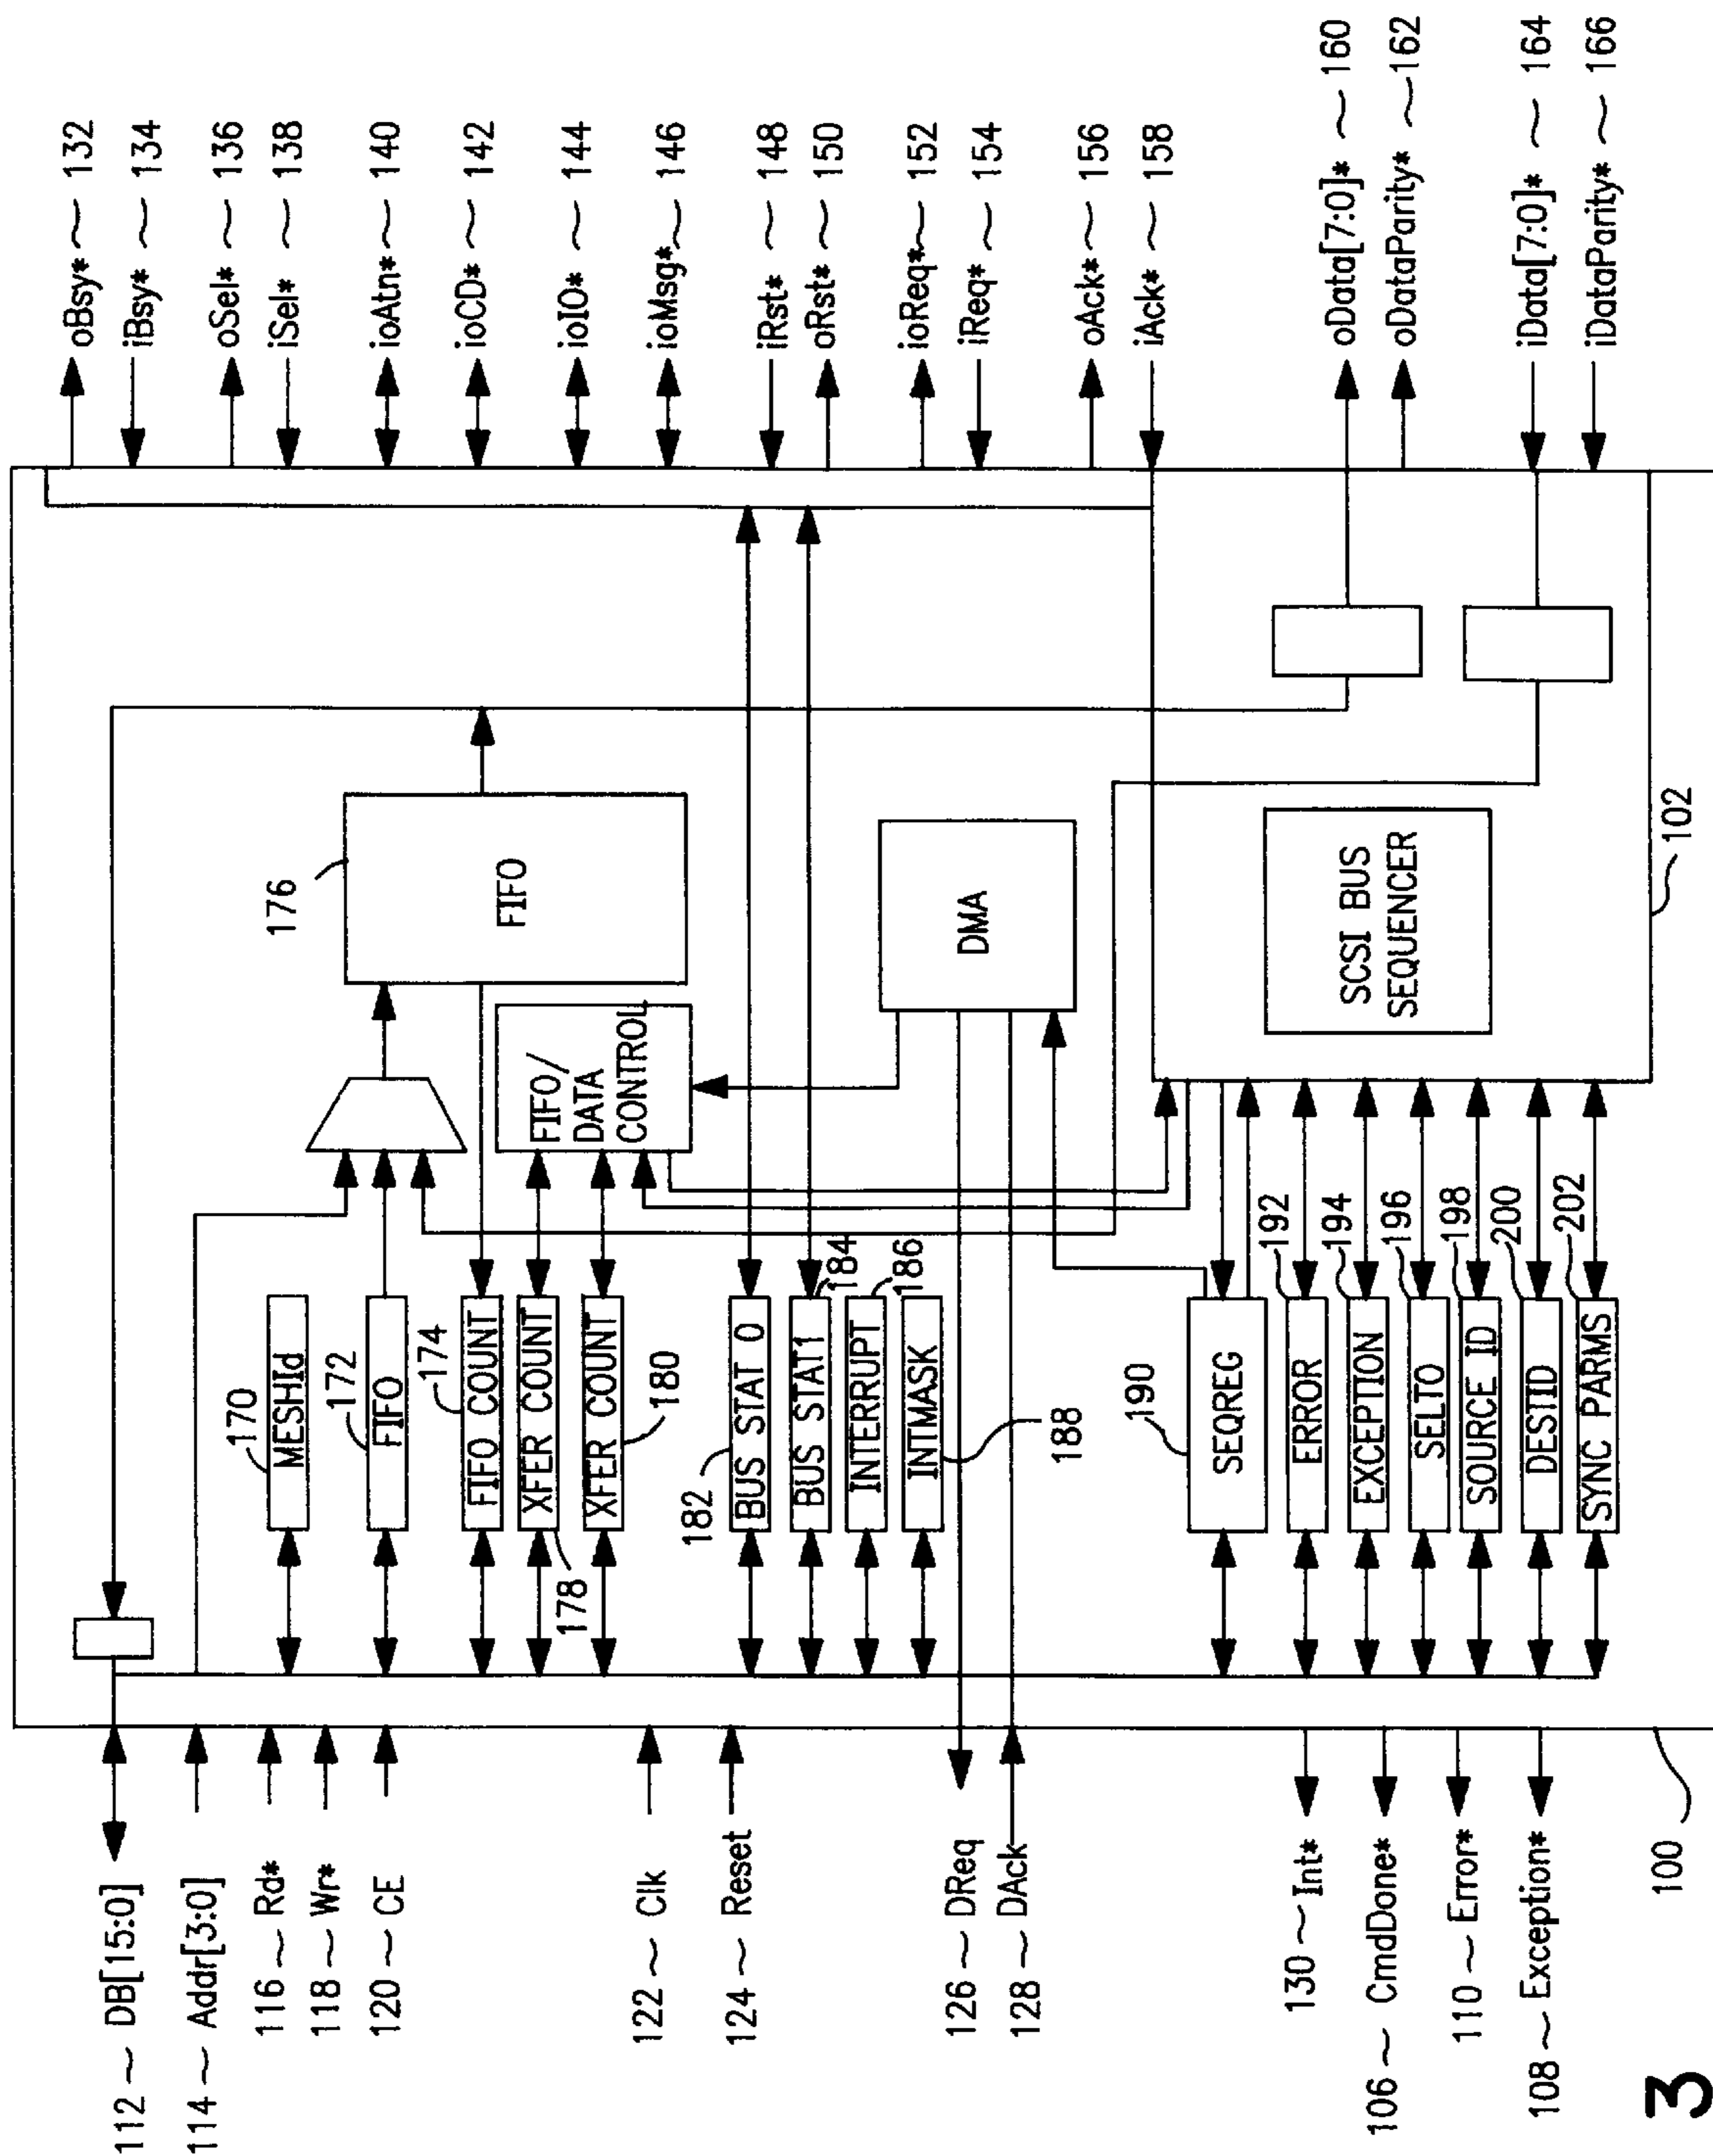 112 ~ DB[15:0]
114 ~ Addr[3:0]
116 ~ Rd*
118 ~ Wr*
120 ~ CE
122 ~ Clk
124 ~ Reset
126 ~ DReq
128 ~ DAck
130 ~ Int*
106 ~ CmdDone*
110 ~ Error*
108 ~ Exception*
100
3
170
MESHId
172
FIFO
174
FIFO COUNT
XFER COUNT
178
XFER COUNT
180
182
BUS STAT 0
BUS STAT1
184
INTERRUPT
186
INTMASK
188
190
SEQREG
192
ERROR
194
EXCEPTION
196
SELTO
198
SOURCE ID
200
DESTID
202
SYNC PARMS
176
FIFO
FIFO/
DATA
CONTROL
DMA
SCSI BUS
SEQUENCER
102
oBsy* ~ 132
iBsy* ~ 134
oSel* ~ 136
iSel* ~ 138
ioAtn* ~ 140
ioCD* ~ 142
ioIO* ~ 144
ioMsg* ~ 146
iRst* ~ 148
oRst* ~ 150
ioReq* ~ 152
iReq* ~ 154
oAck* ~ 156
iAck* ~ 158
oData[7:0]* ~ 160
oDataParity* ~ 162
iData[7:0]* ~ 164
iDataParity* ~ 166